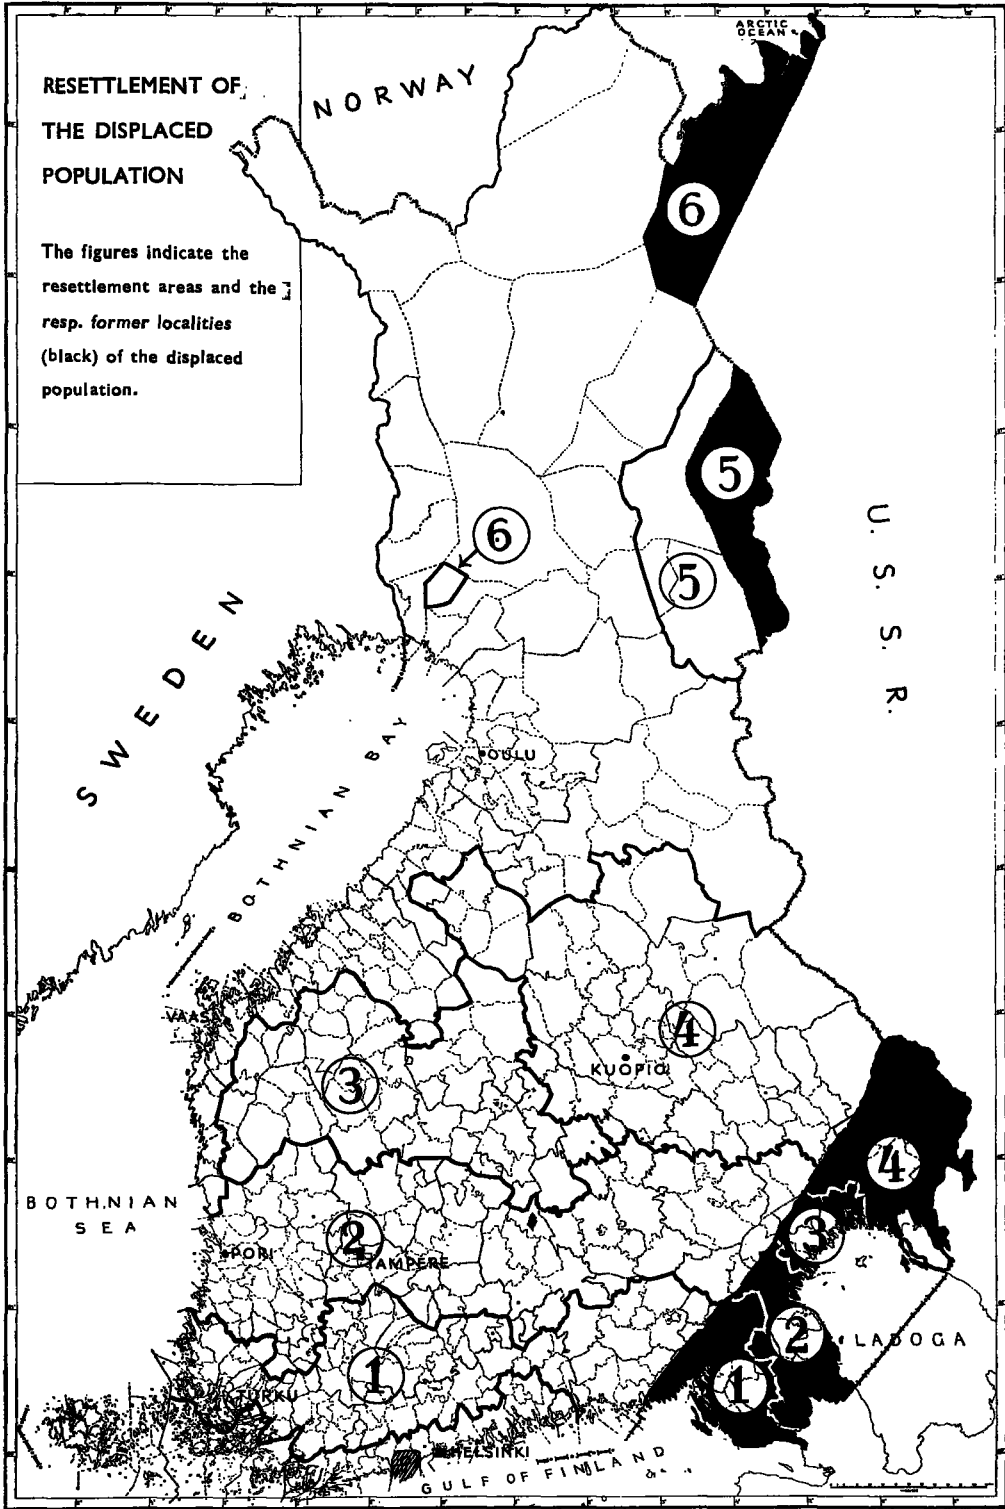 RESETTLEMENT OF
THE DISPLACED
POPULATION
The figures indicate the
resettlement areas and the
resp. former localities
(black) of the displaced
population.
ARCTIC
OCEAN
NORWAY
6
5
6
5
U. S. S. R.
SWEDEN
BOTHNIAN BAY
OULU
VAASA
4
KUOPIO
3
4
BOTHNIAN
SEA
3
2
PORI
TAMPERE
2
LADOGA
1
1
TURKU
HELSINKI
GULF OF FINLAND